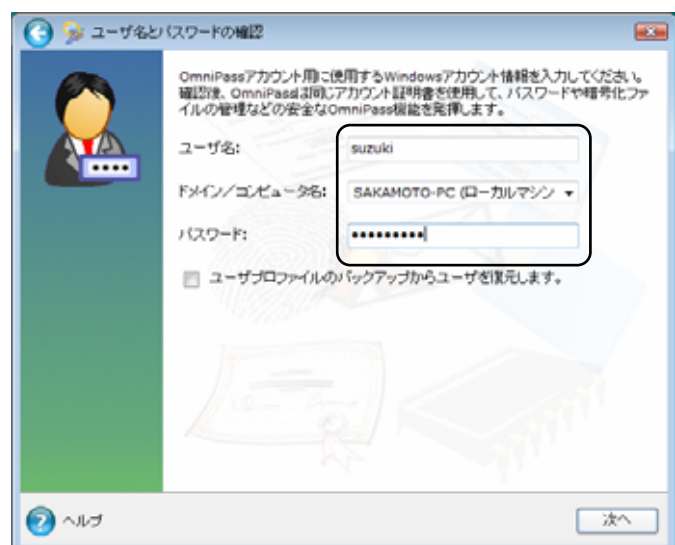 ユーザ名とパスワードの確認
OmniPassアカウント用に使用するWindowsアカウント情報を入力してください。
確認後、OmniPassは同じアカウント証明書を使用して、パスワードや暗号化ファ
イルの管理などの安全なOmniPass機能を発揮します。
ユーザ名: suzuki
ドメイン/コンピュータ名: SAKAMOTO-PC (ローカルマシン
パスワード: •••••••••
ユーザプロファイルのバックアップからユーザを復元します。
ヘルプ 次へ